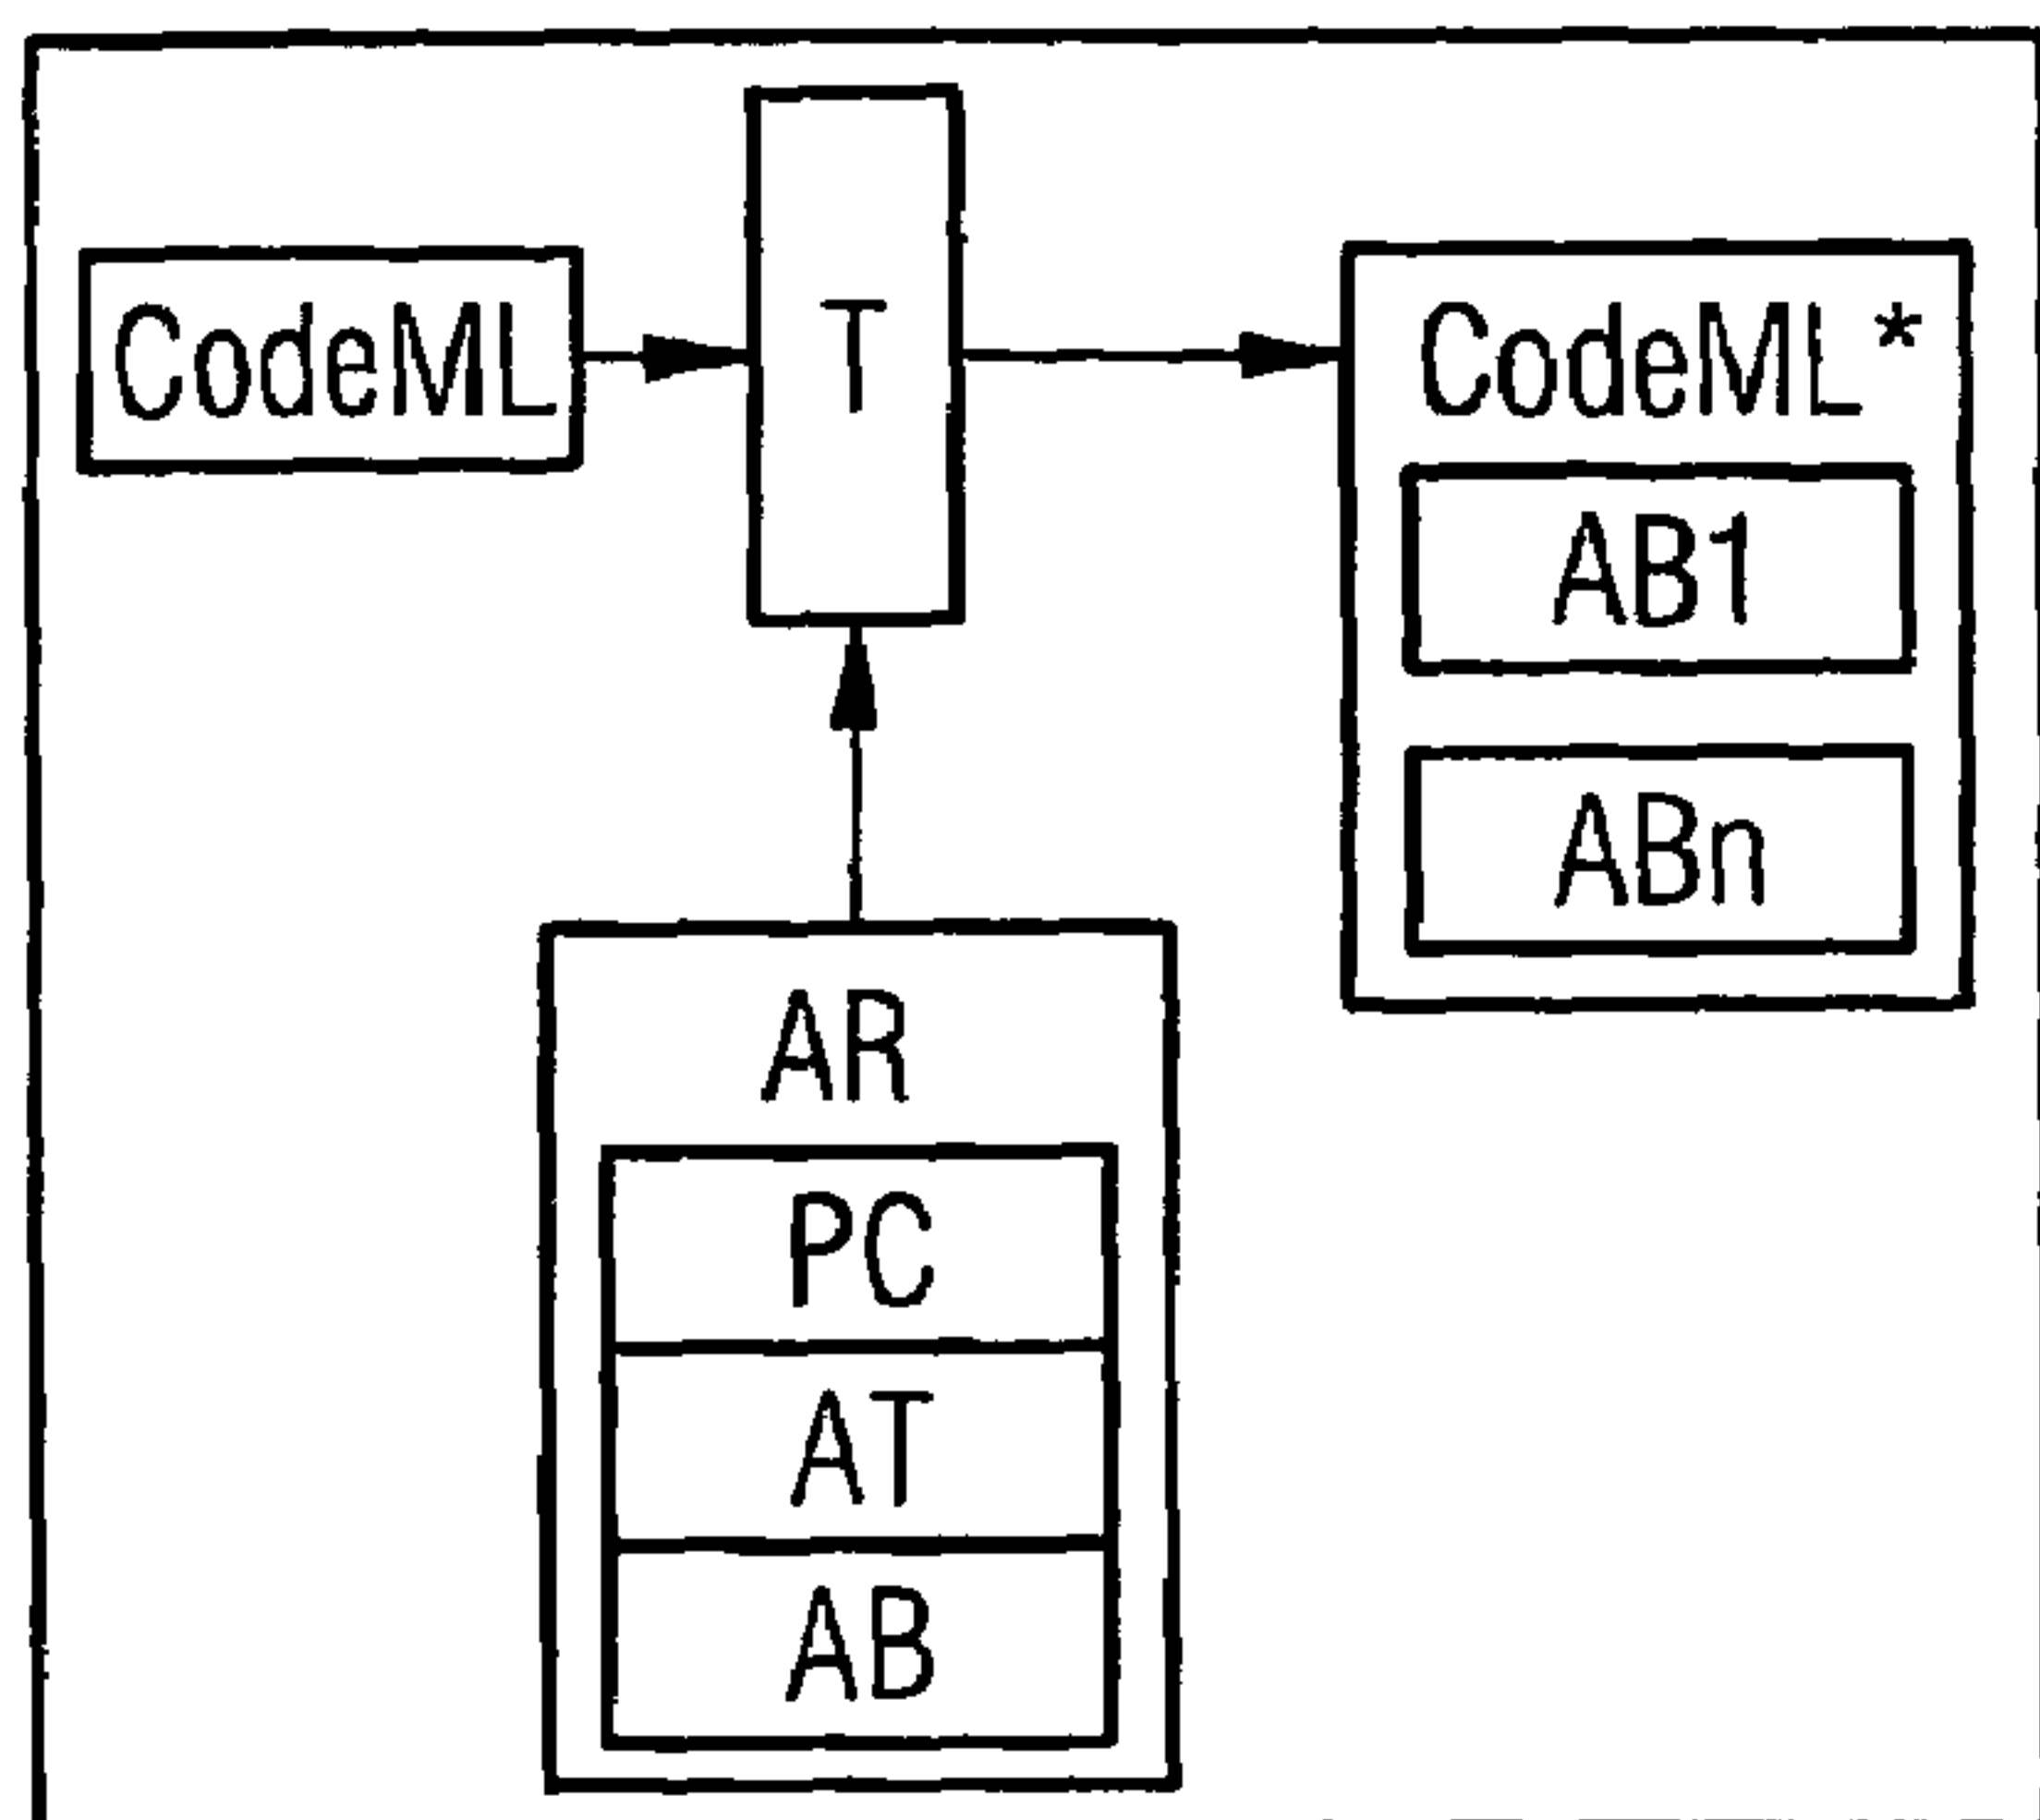 CodeML
T
CodeML*
AB1
ABn
AR
PC
AT
AB